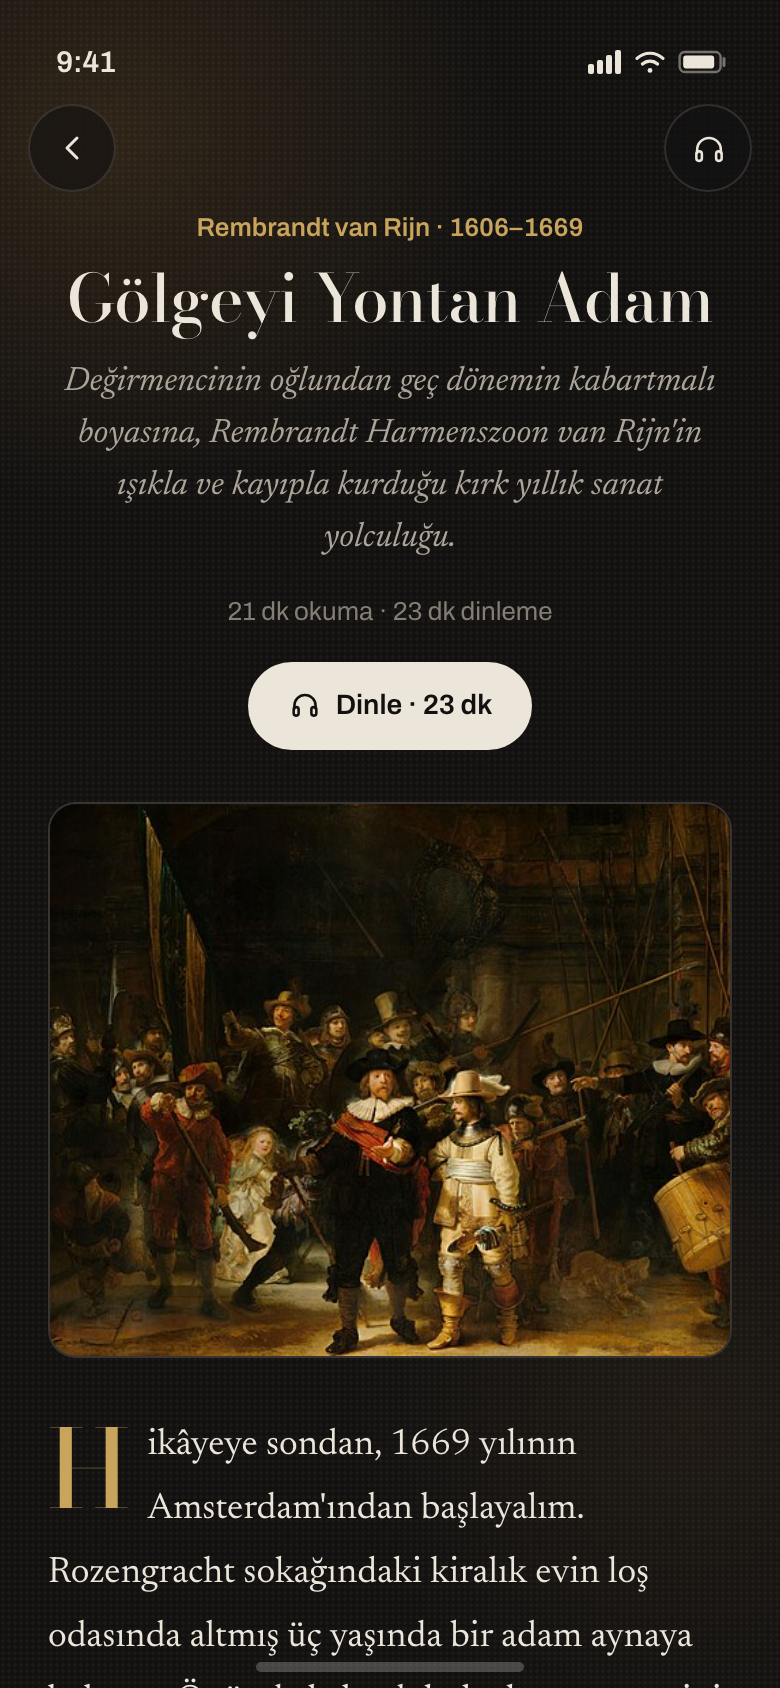 9:41
Rembrandt van Rijn · 1606–1669
Gölgeyi Yontan Adam
Değirmencinin oğlundan geç dönemin kabartmalı
boyasına, Rembrandt Harmenszoon van Rijn'in
ışıkla ve kayıpla kurduğu kırk yıllık sanat
yolculuğu.
21 dk okuma · 23 dk dinleme
Dinle · 23 dk
Hikâyeye sondan, 1669 yılının
Amsterdam'ından başlayalım.
Rozengracht sokağındaki kiralık evin loş
odasında altmış üç yaşında bir adam aynaya